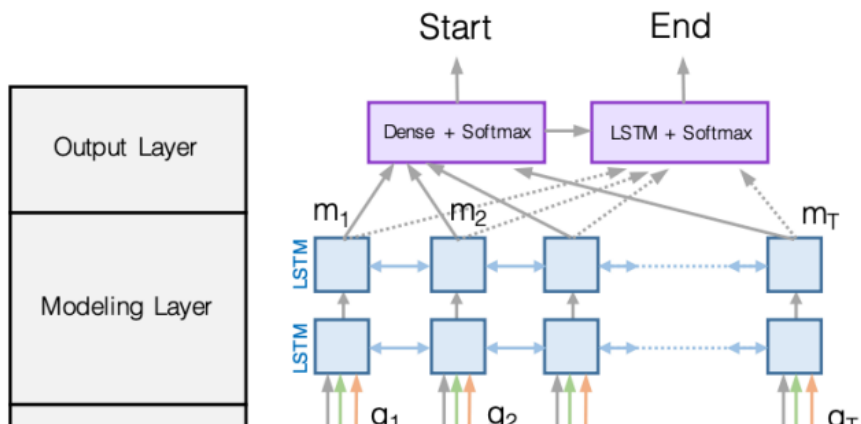 Start End
Output Layer
Dense + Softmax
LSTM + Softmax
m1 m2 mT
LSTM
Modeling Layer
LSTM
g1 g2 gT